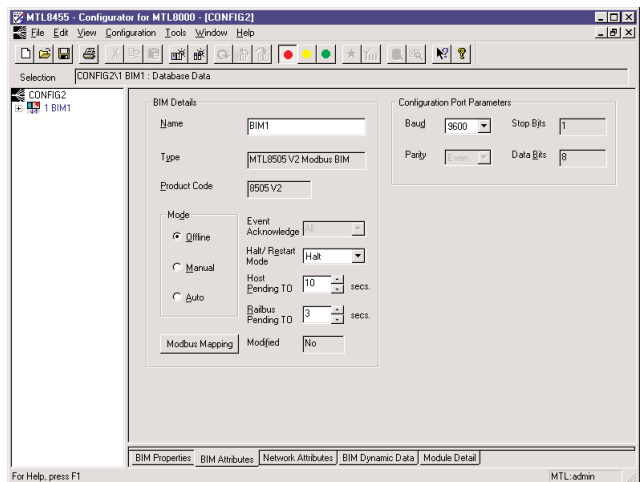 MTL8455 - Configurator for MTL8000 - [CONFIG2]
File Edit View Configuration Tools Window Help
Selection CONFIG2\1 BIM1 : Database Data
CONFIG2
1 BIM1
BIM Details
Name BIM1
Type MTL8505 V2 Modbus BIM
Product Code 8505 V2
Mode
Offline
Manual
Auto
Event Acknowledge All
Halt/ Restart Mode Halt
Host Pending TO 10 secs.
Railbus Pending TO 3 secs.
Modbus Mapping Modified No
Configuration Port Parameters
Baud 9600 Stop Bits 1
Parity Even Data Bits 8
BIM Properties BIM Attributes Network Attributes BIM Dynamic Data Module Detail
For Help, press F1 MTL:admin